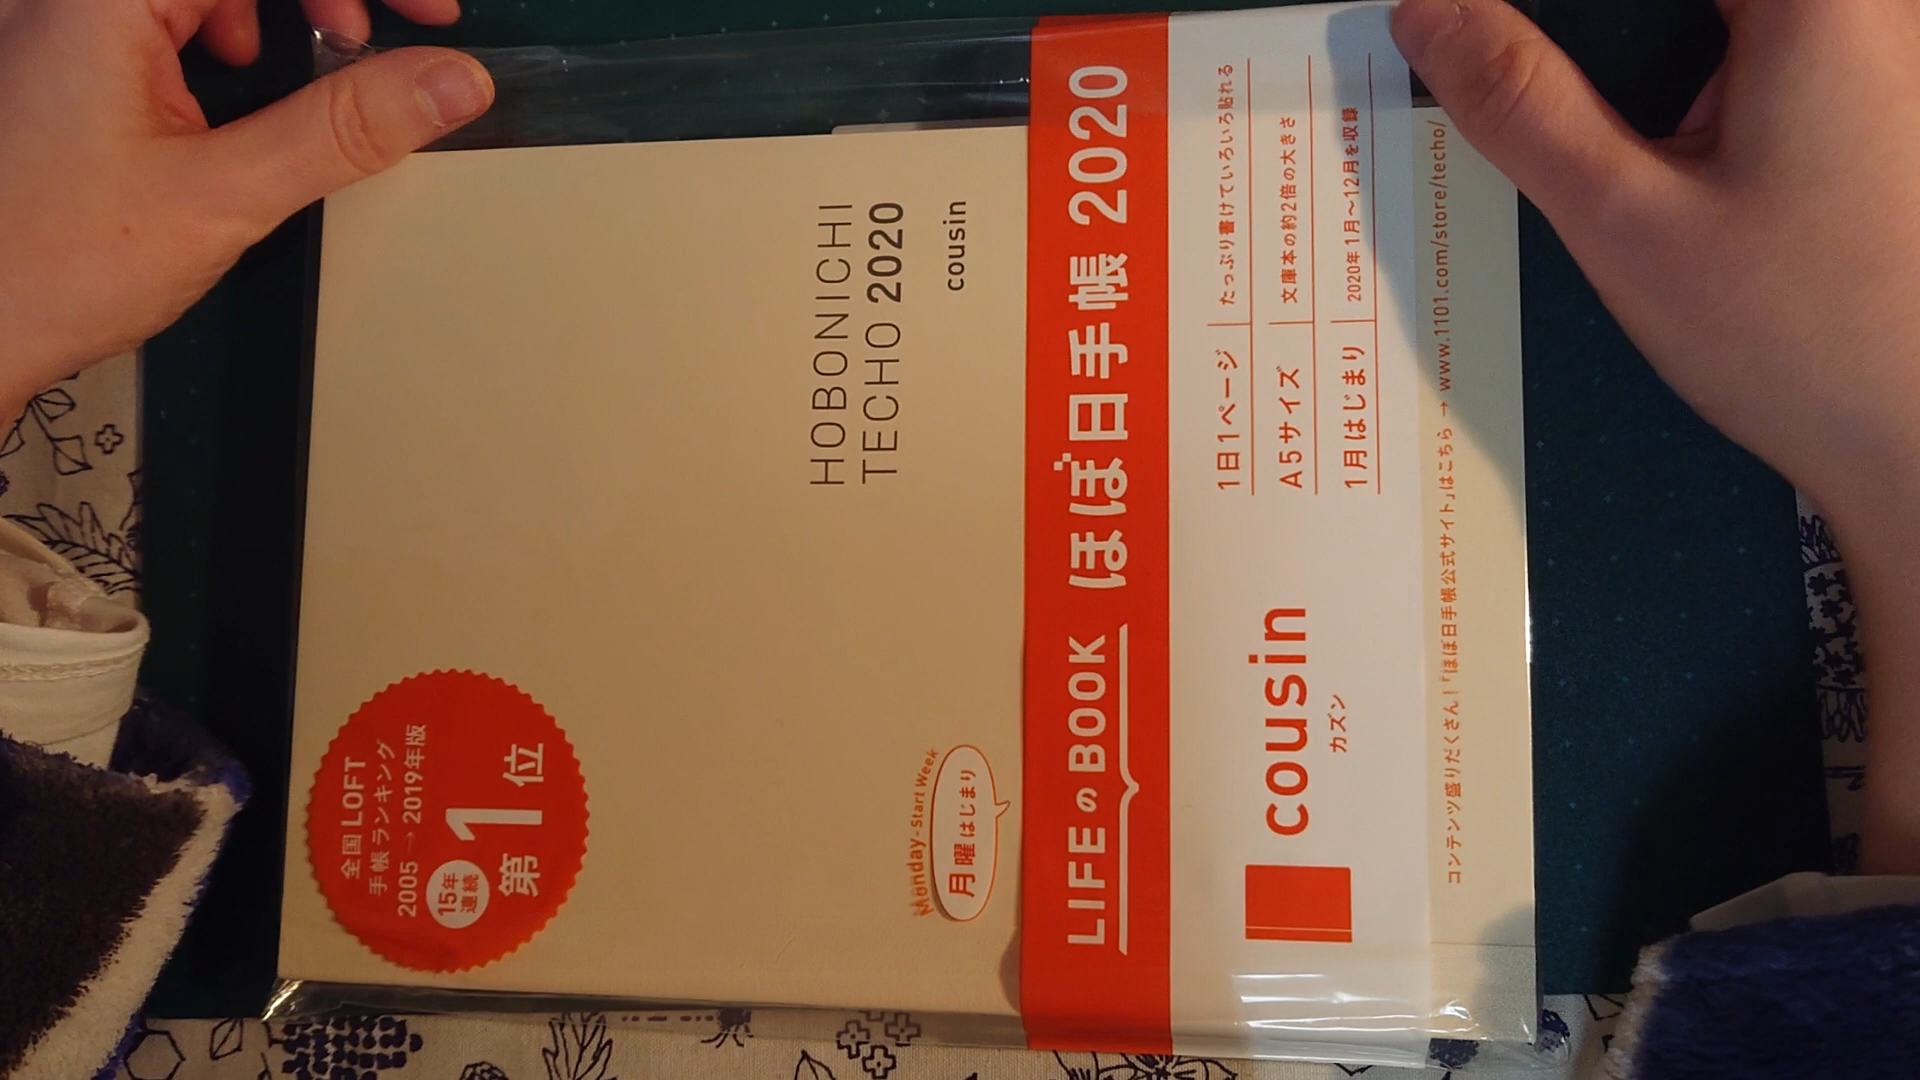 全国LOFT
手帳ランキング
2005→2019年版
15年連続
第1位
HOBONICHI
TECHO 2020
cousin
Monday-Start Week
月曜はじまり
LIFEのBOOK ほぼ日手帳 2020
cousin
カズン
1日1ページ たっぷり書けていろいろ貼れる
A5サイズ 文庫本の約2倍の大きさ
1月はじまり 2020年1月〜12月を収録
コンテンツ盛りだくさん！「ほぼ日手帳公式サイト」はこちら → www.1101.com/store/techo/